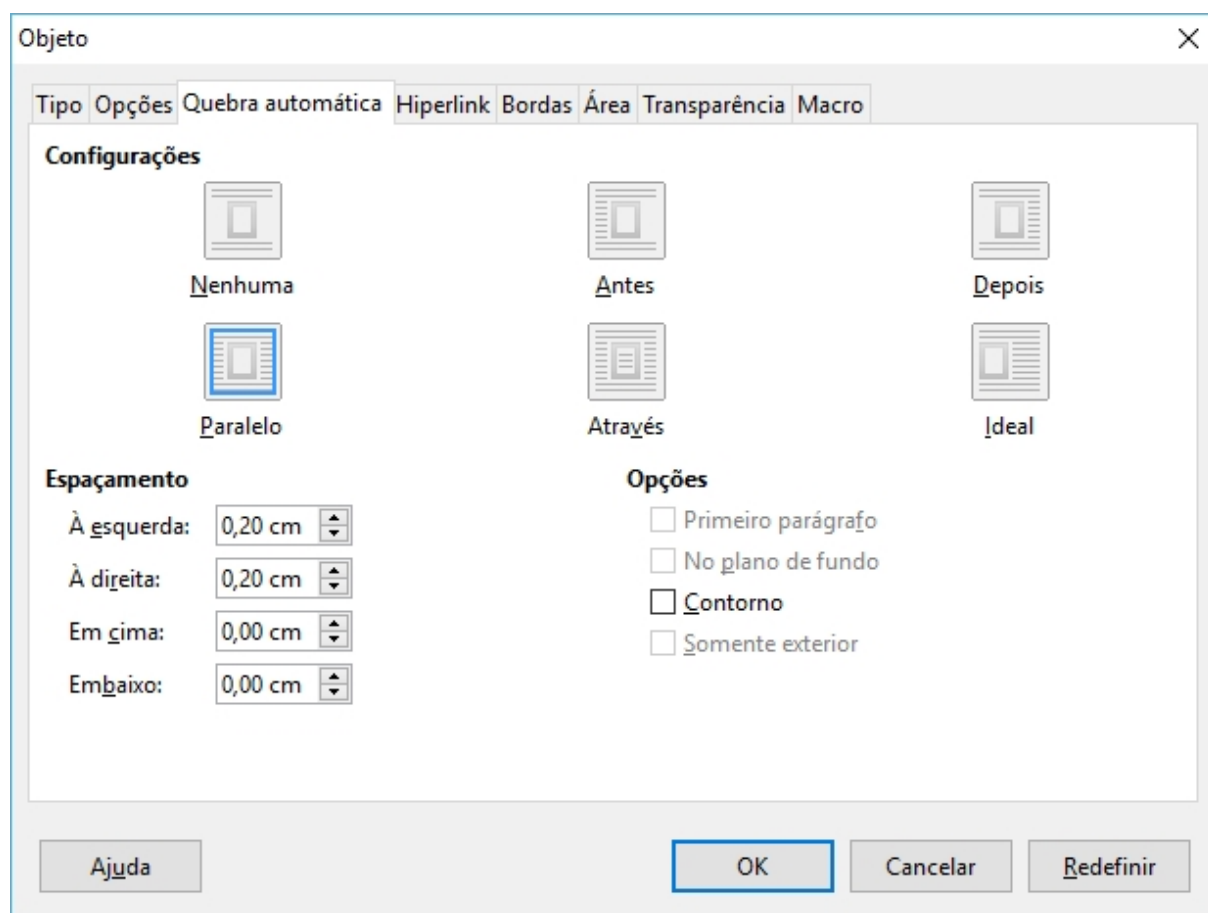 Objeto
Tipo Opções Quebra automática Hiperlink Bordas Área Transparência Macro
Configurações
Nenhuma Antes Depois
Paralelo Através Ideal
Espaçamento Opções
À esquerda: 0,20 cm Primeiro parágrafo
À direita: 0,20 cm No plano de fundo
Em cima: 0,00 cm Contorno
Embaixo: 0,00 cm Somente exterior
Ajuda OK Cancelar Redefinir